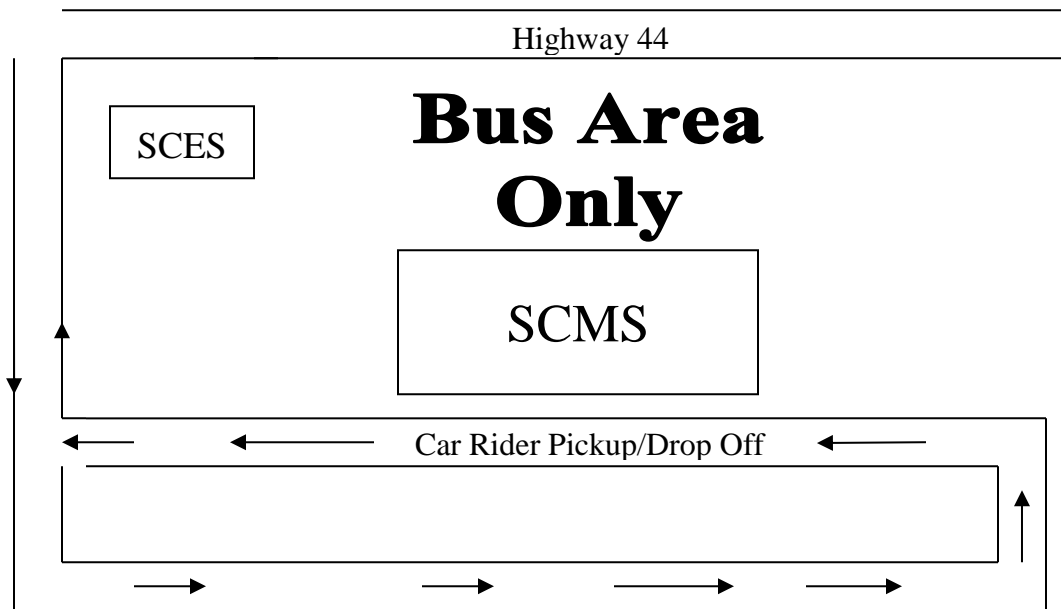 Highway 44
Bus Area
Only
SCES
SCMS
Car Rider Pickup/Drop Off